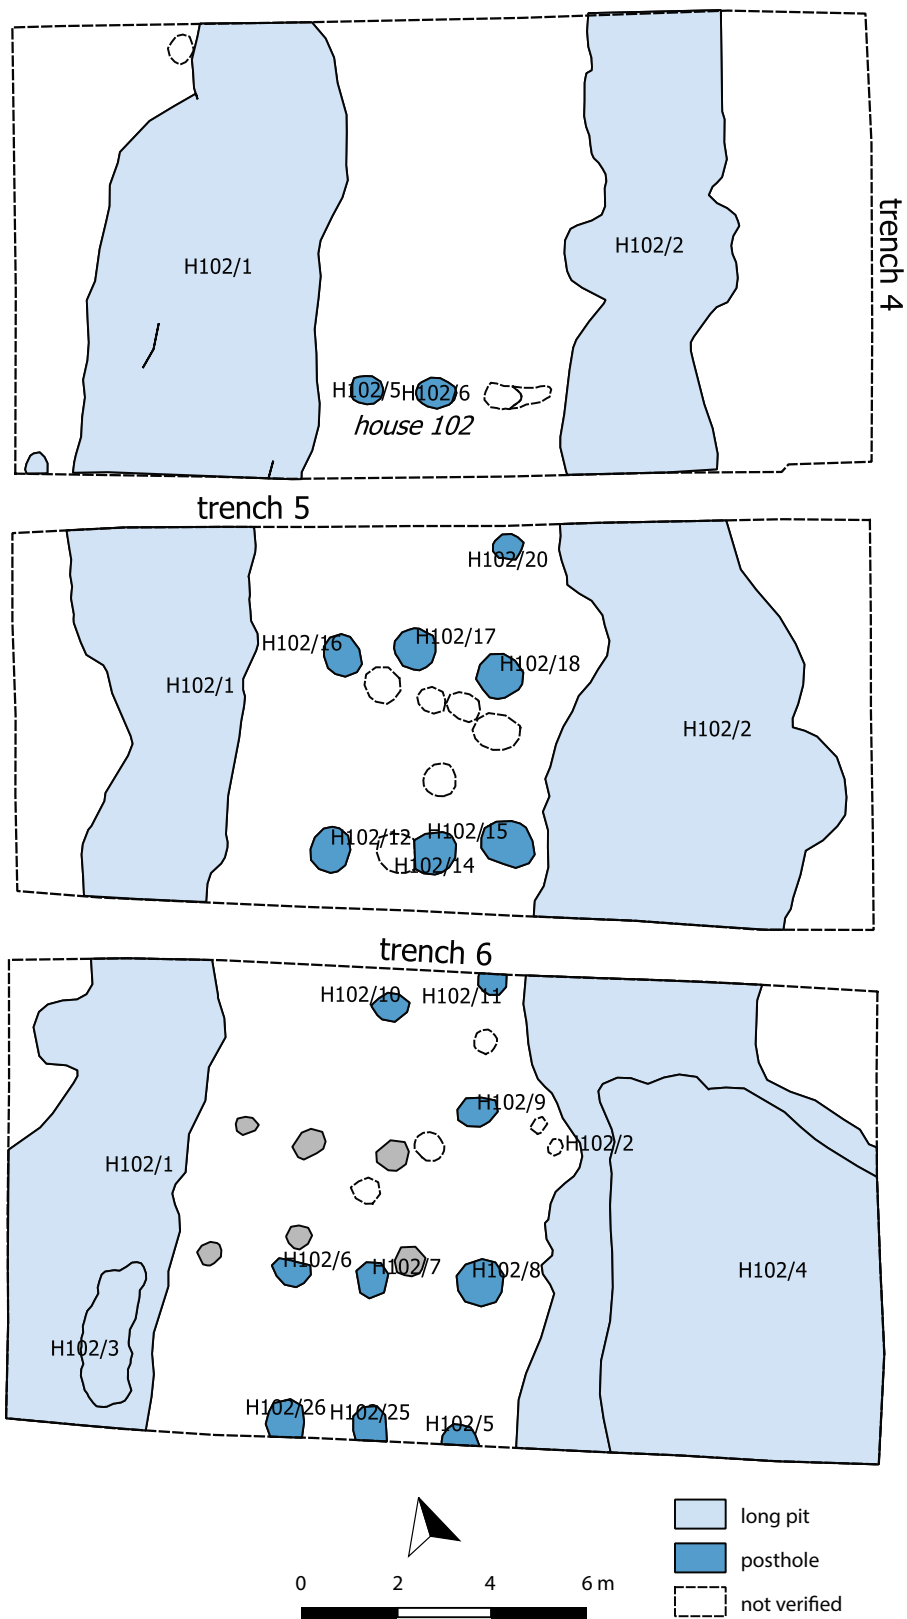 H102/1
H102/2
trench 4
H102/5
H102/6
house 102
trench 5
H102/20
H102/16
H102/17
H102/18
H102/1
H102/2
H102/12
H102/15
H102/14
trench 6
H102/10
H102/11
H102/9
H102/2
H102/1
H102/6
H102/7
H102/8
H102/4
H102/3
H102/26
H102/25
H102/5
long pit
posthole
not verified
0 2 4 6 m